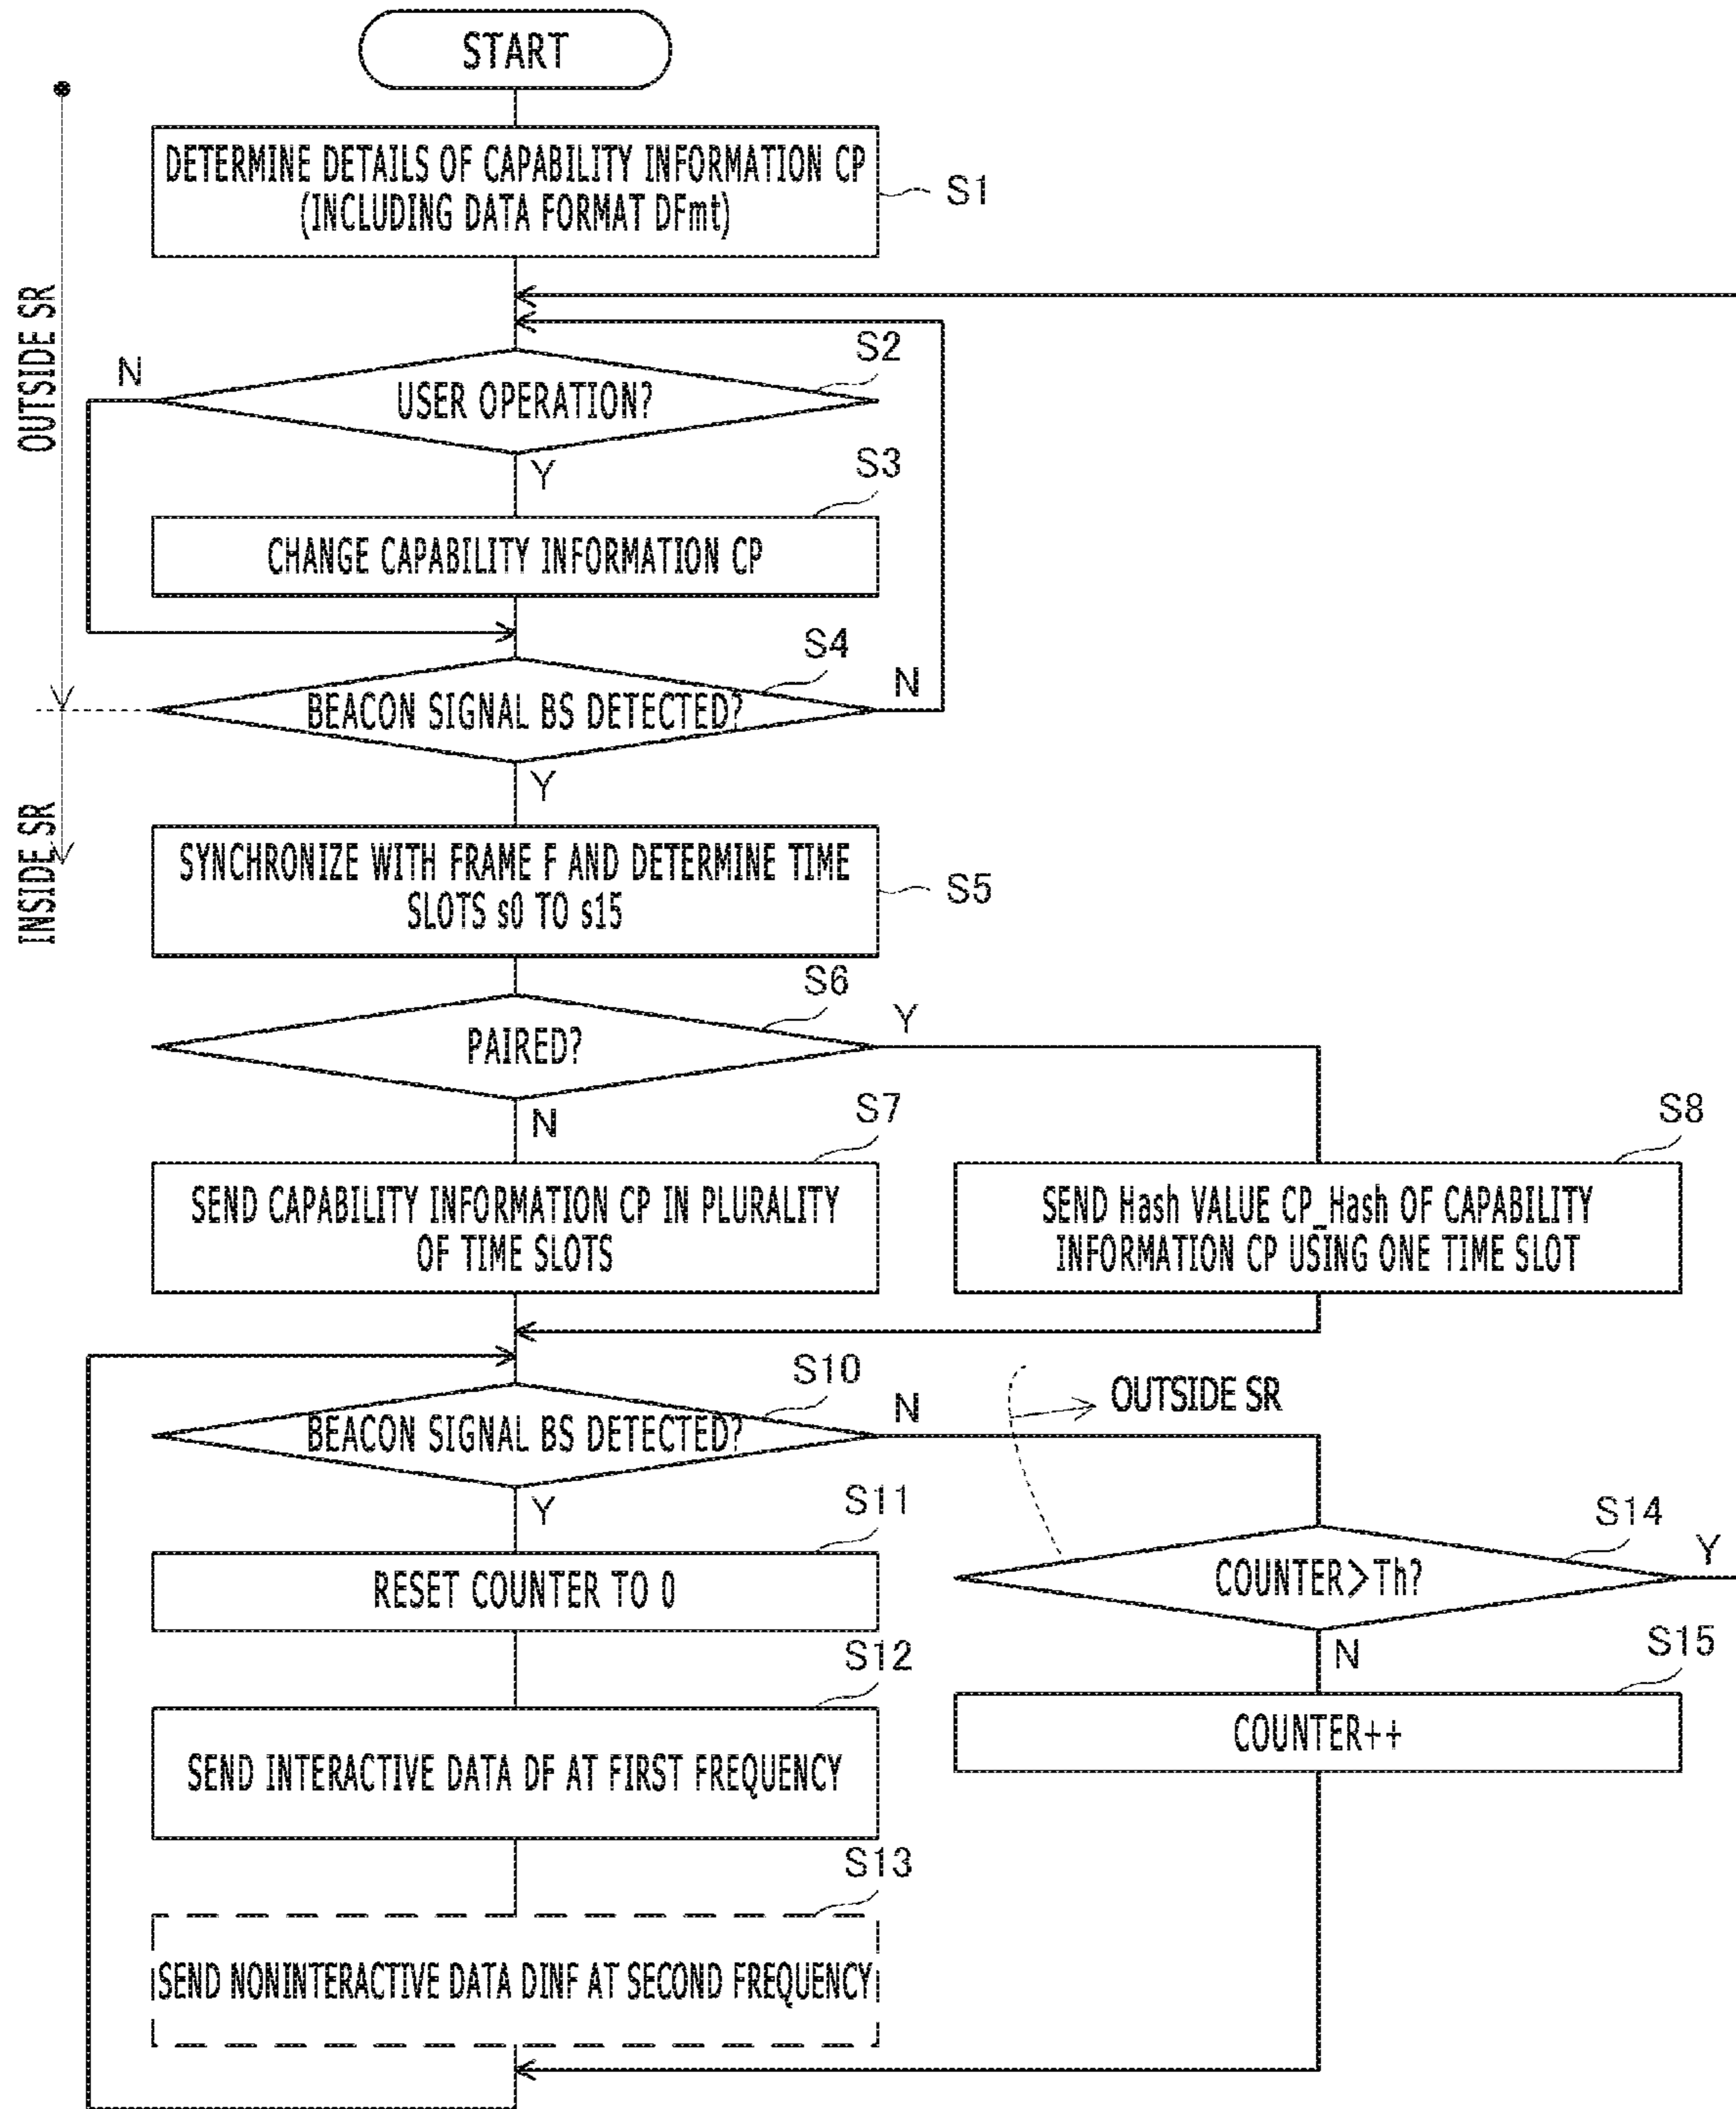 START
DETERMINE DETAILS OF CAPABILITY INFORMATION CP
(INCLUDING DATA FORMAT DFmt)
S1
OUTSIDE SR
S2
N
USER OPERATION?
Y
S3
CHANGE CAPABILITY INFORMATION CP
S4
N
BEACON SIGNAL BS DETECTED?
Y
INSIDE SR
SYNCHRONIZE WITH FRAME F AND DETERMINE TIME
SLOTS s0 TO s15
S5
S6
Y
PAIRED?
N
S7
S8
SEND CAPABILITY INFORMATION CP IN PLURALITY
OF TIME SLOTS
SEND Hash VALUE CP_Hash OF CAPABILITY
INFORMATION CP USING ONE TIME SLOT
S10
N
OUTSIDE SR
BEACON SIGNAL BS DETECTED?
Y
S11
S14
Y
RESET COUNTER TO 0
COUNTER>Th?
S12
N
S15
SEND INTERACTIVE DATA DF AT FIRST FREQUENCY
COUNTER++
S13
SEND NONINTERACTIVE DATA DINF AT SECOND FREQUENCY